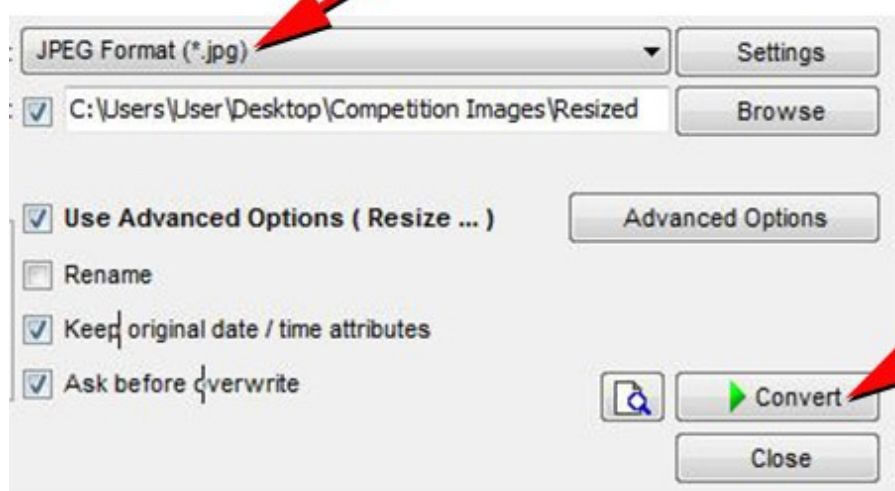 JPEG Format (*.jpg) Settings
C:\Users\User\Desktop\Competition Images\Resized Browse
Use Advanced Options ( Resize ... ) Advanced Options
Rename
Keep original date / time attributes
Ask before overwrite
Convert
Close